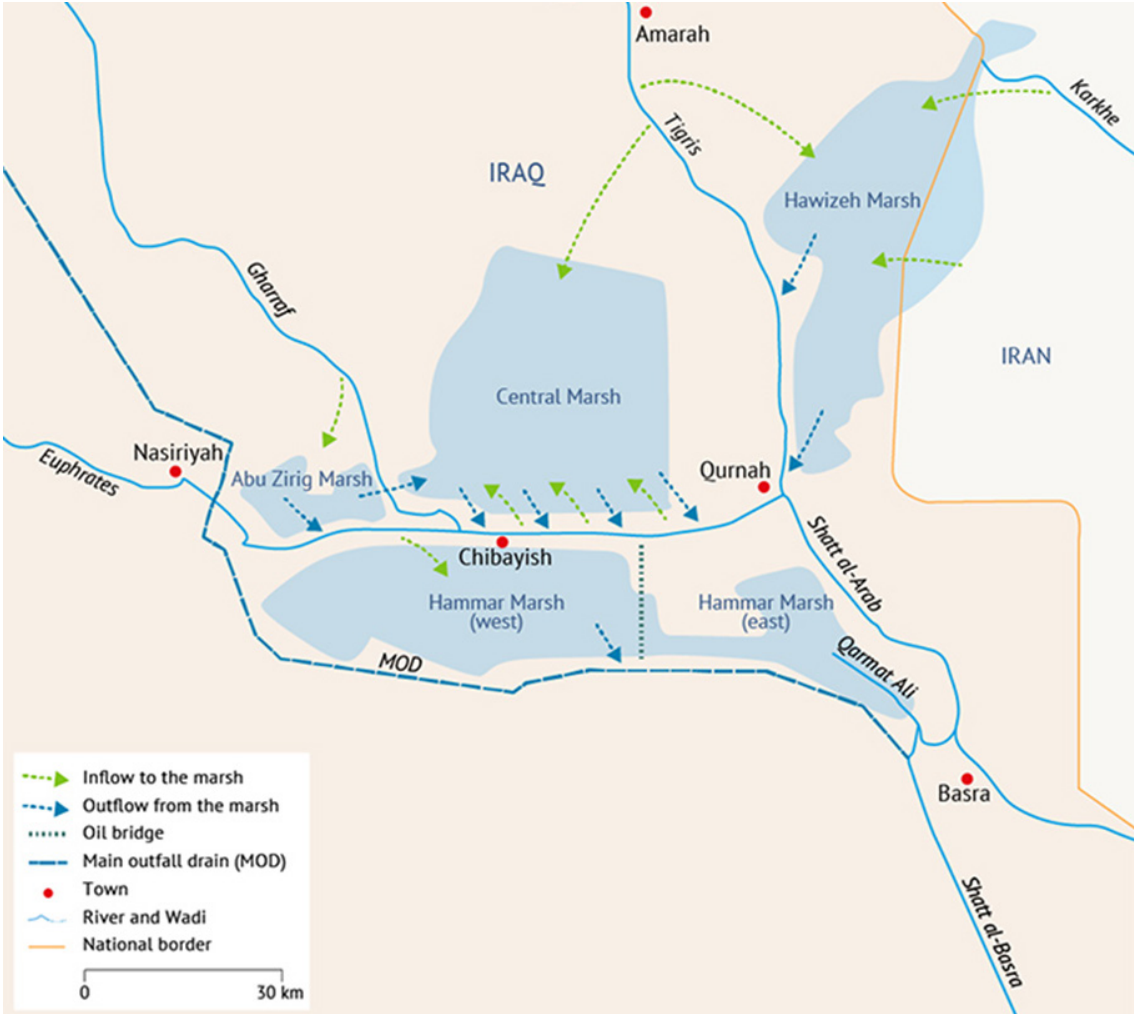 Amarah
Karkhe
Tigris
IRAQ
Hawizeh Marsh
Gharraf
IRAN
Central Marsh
Nasiriyah
Euphrates
Abu Zirig Marsh
Qurnah
Chibayish
Shatt al-Arab
Hammar Marsh
(west)
Hammar Marsh
(east)
MOD
Qarmat Ali
Basra
Shatt al-Basra
Inflow to the marsh
Outflow from the marsh
Oil bridge
Main outfall drain (MOD)
Town
River and Wadi
National border
0 30 km